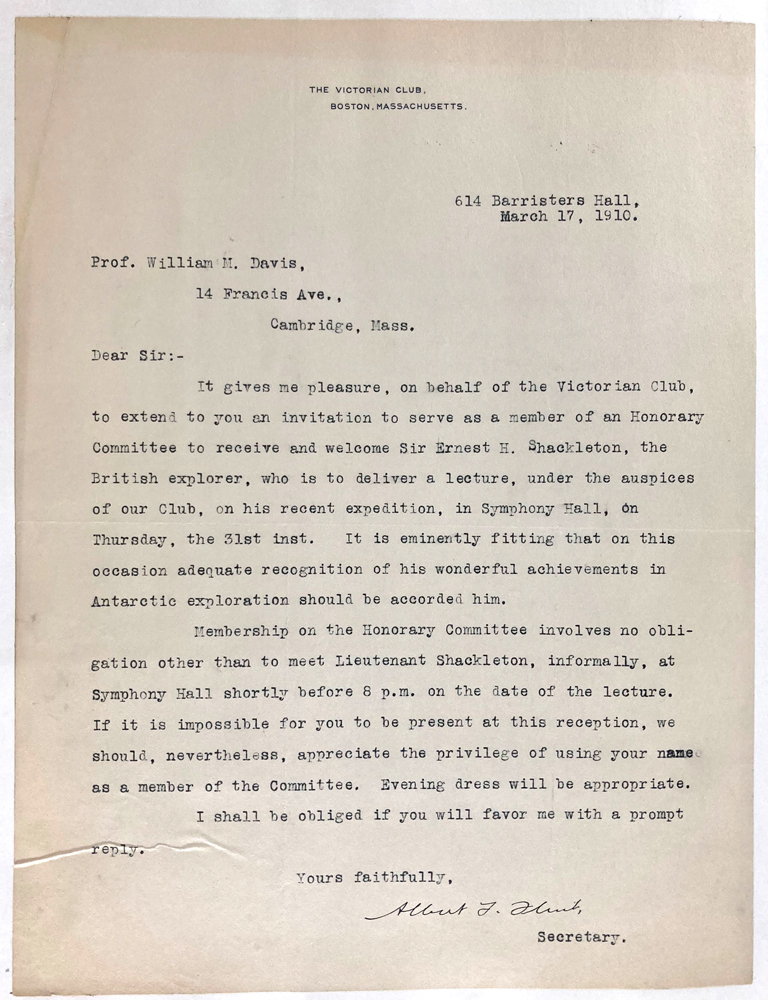 THE VICTORIAN CLUB,
BOSTON, MASSACHUSETTS.
614 Barristers Hall,
March 17, 1910.
Prof. William M. Davis,
14 Francis Ave.,
Cambridge, Mass.
Dear Sir:-
It gives me pleasure, on behalf of the Victorian Club,
to extend to you an invitation to serve as a member of an Honorary
Committee to receive and welcome Sir Ernest H. Shackleton, the
British explorer, who is to deliver a lecture, under the auspices
of our Club, on his recent expedition, in Symphony Hall, on
Thursday, the 31st inst. It is eminently fitting that on this
occasion adequate recognition of his wonderful achievements in
Antarctic exploration should be accorded him.
Membership on the Honorary Committee involves no obli-
gation other than to meet Lieutenant Shackleton, informally, at
Symphony Hall shortly before 8 p.m. on the date of the lecture.
If it is impossible for you to be present at this reception, we
should, nevertheless, appreciate the privilege of using your name
as a member of the Committee. Evening dress will be appropriate.
I shall be obliged if you will favor me with a prompt
reply.
Yours faithfully,
Albert F.
Secretary.